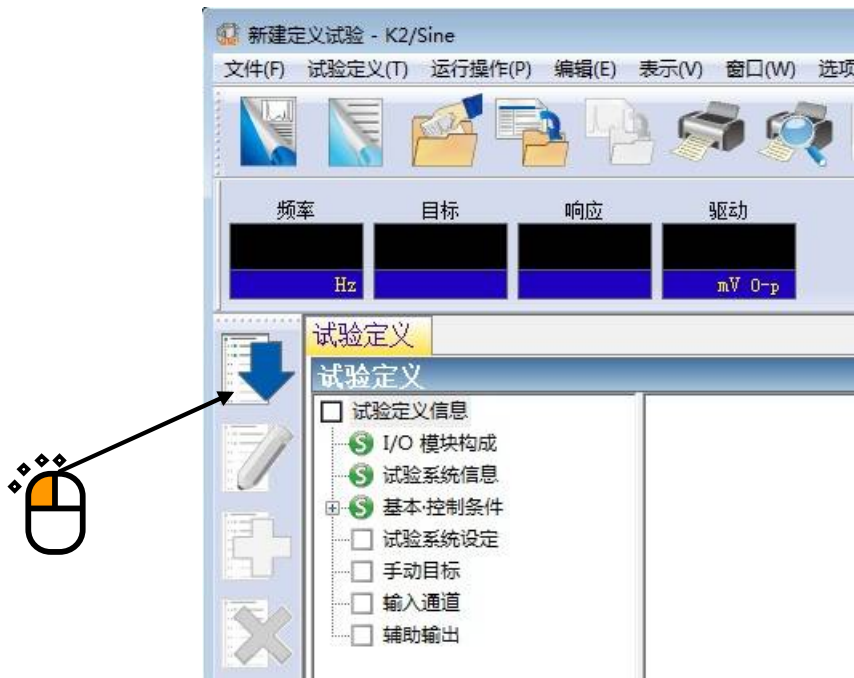 新建定义试验 - K2/Sine
文件(F) 试验定义(T) 运行操作(P) 编辑(E) 表示(V) 窗口(W) 选项
频率 目标 响应 驱动
Hz mV 0-p
试验定义
试验定义
试验定义信息
S I/O 模块构成
S 试验系统信息
S 基本·控制条件
试验系统设定
手动目标
输入通道
辅助输出